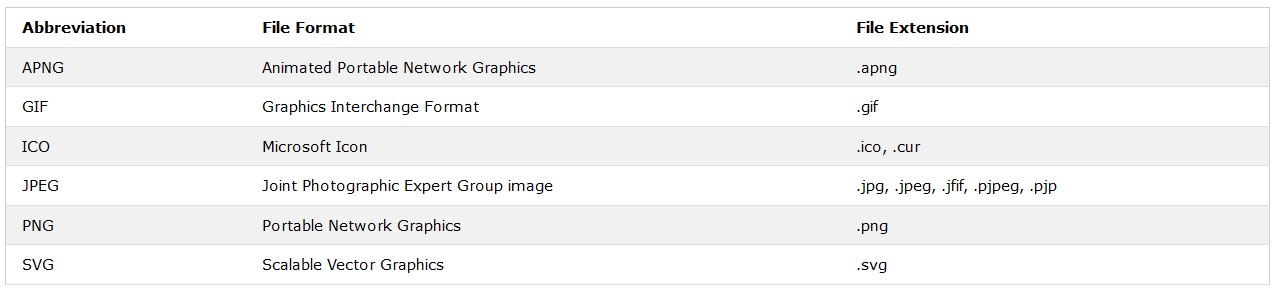 Abbreviation File Format File Extension
APNG Animated Portable Network Graphics .apng
GIF Graphics Interchange Format .gif
ICO Microsoft Icon .ico, .cur
JPEG Joint Photographic Expert Group image .jpg, .jpeg, .jfif, .pjpeg, .pjp
PNG Portable Network Graphics .png
SVG Scalable Vector Graphics .svg